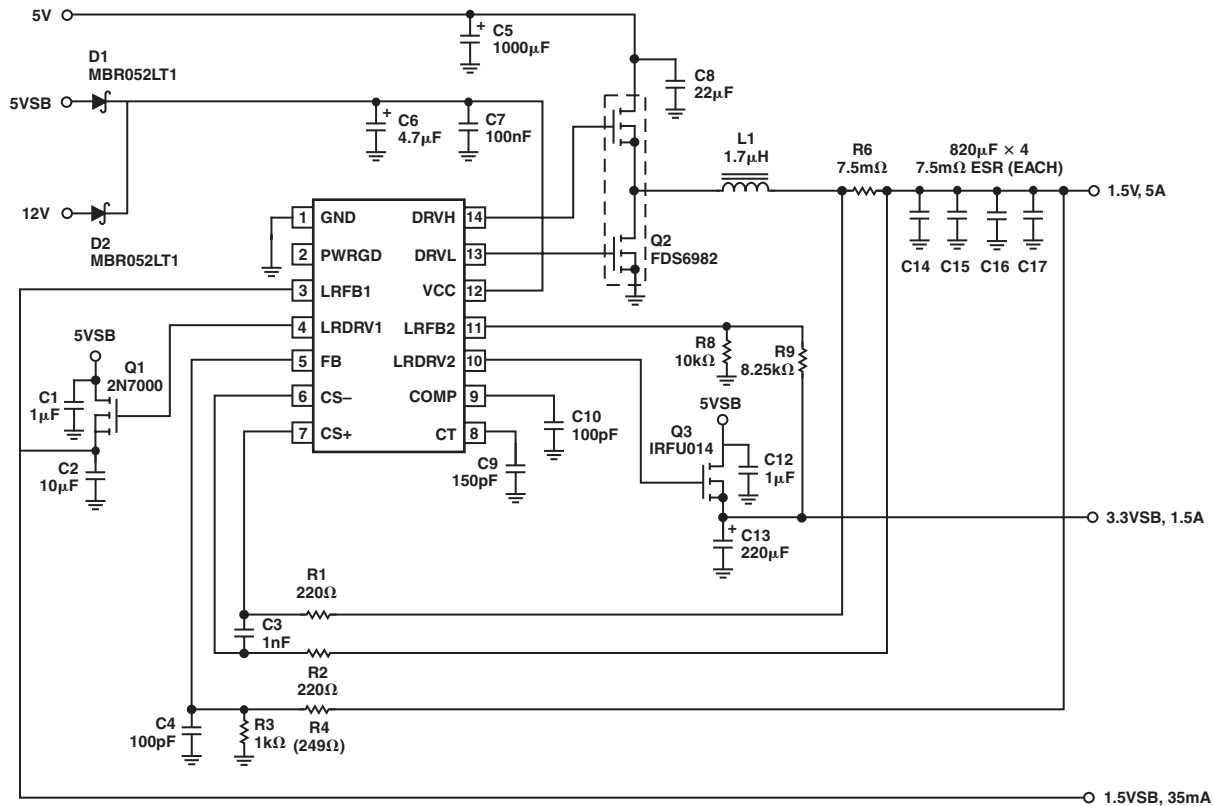 5V
+
C5
1000μF
D1
MBR052LT1
C8
22μF
5VSB
+
C6
4.7μF
C7
100nF
L1
1.7μH
R6
7.5mΩ
820μF × 4
7.5mΩ ESR (EACH)
1.5V, 5A
12V
D2
MBR052LT1
1 GND
2 PWRGD
3 LRFB1
4 LRDRV1
5 FB
6 CS–
7 CS+
DRVH 14
DRVL 13
VCC 12
LRFB2 11
LRDRV2 10
COMP 9
CT 8
Q2
FDS6982
C14
C15
C16
C17
5VSB
Q1
2N7000
C1
1μF
C2
10μF
R8
10kΩ
R9
8.25kΩ
C10
100pF
C9
150pF
5VSB
Q3
IRFU014
C12
1μF
3.3VSB, 1.5A
+
C13
220μF
R1
220Ω
C3
1nF
R2
220Ω
C4
100pF
R3
1kΩ
R4
(249Ω)
1.5VSB, 35mA